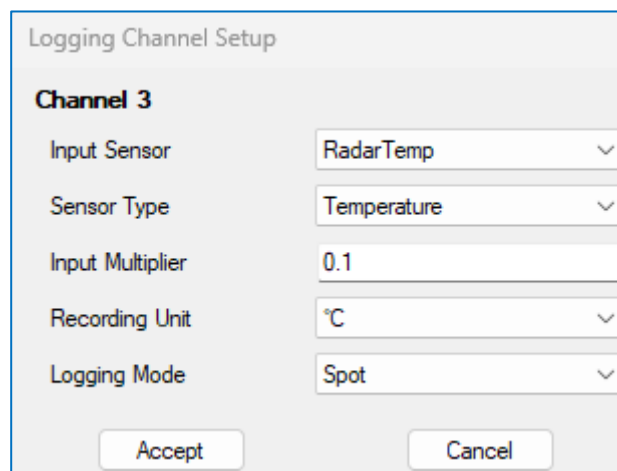 Logging Channel Setup
Channel 3
Input Sensor RadarTemp
Sensor Type Temperature
Input Multiplier 0.1
Recording Unit °C
Logging Mode Spot
Accept Cancel